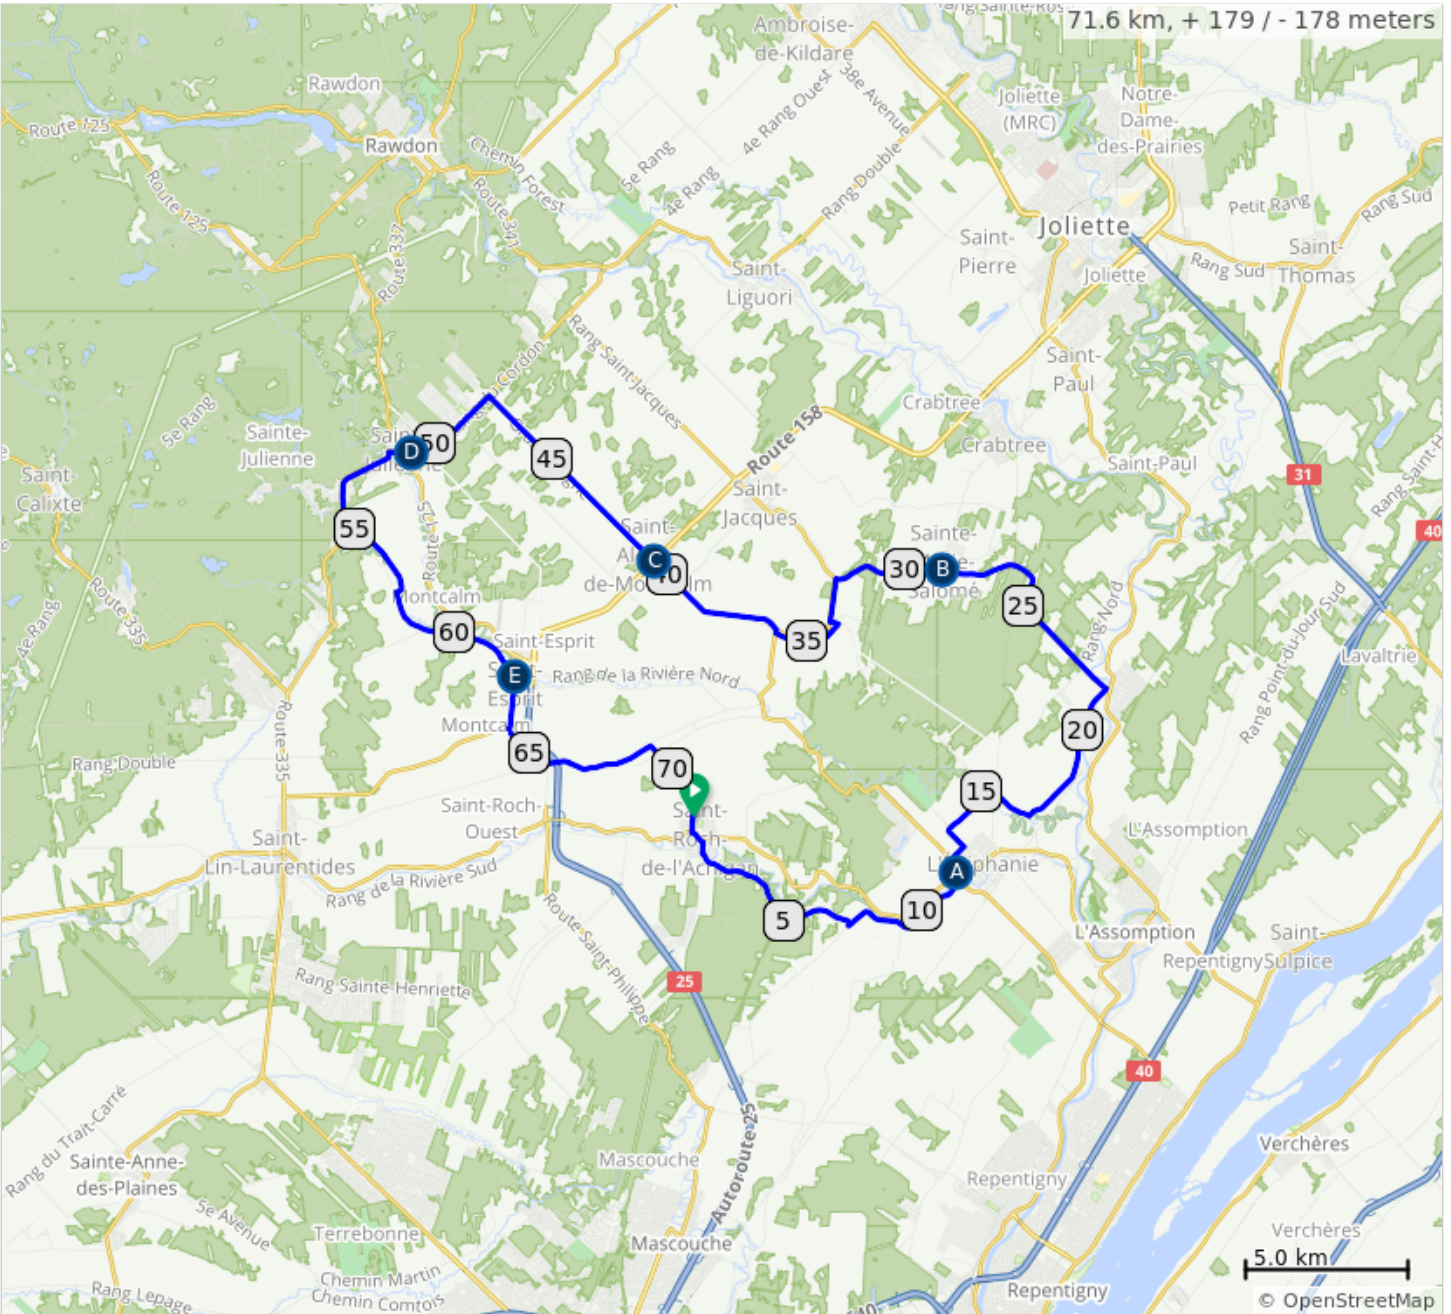 71.6 km, + 179 / - 178 meters
Ambroise-
de-Kildare
Rawdon
38e Avenue
Joliette
(MRC)
Notre-
Dame-
des-Prairies
Route 125
Rawdon
4e Rang Ouest
Chemin Forest
5e Rang
4e Rang
Rang Double
Route 125
Route 341
Petit Rang
Rang Sud
Joliette
Saint-
Pierre
Route 337
Saint-
Liguori
Joliette
Rang Sud
Saint-
Thomas
Rang Saint-Jacques
Saint-
Paul
5e Rang
Sainte-
Julienne
Crabtree
Route 158
Crabtree
Saint-Paul
D
50
45
Saint-
Calixte
Saint-
Jacques
31
40
55
Saint-
C
40
de-Mo
lm
Sainte-
30
B
Salomé
25
Route
Route 335
4e Rang
Montcalm
60
Saint-Esprit
35
Rang Nord
Rang Point-du-Jour Sud
Lavaltrie
E
Esprit
Rang de la Rivière Nord
Montcalm
20
Route 335
Rang Double
65
70
15
Saint-Roch-
Ouest
Saint-
Roch-
de-l'Achigan
L'Assomption
Saint-
Lin-Laurentides
Rang de la Rivière Sud
A
5
10
L'Assomption
Saint-
Sulpice
Repentigny
Route Saint-Philippe
Rang Sainte Henriette
25
40
Rang du Trait-Carré
Autoroute 25
Verchères
Sainte-Anne-
des-Plaines
Mascouche
Repentigny
5e Avenue
Terrebonne
Mascouche
Verchères
5.0 km
Chemin Martin
Chemin Comtois
Rang Lepage
Repentigny
© OpenStreetMap